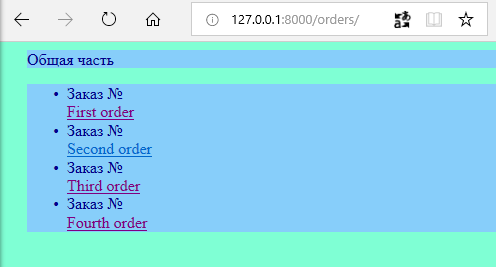 127.0.0.1:8000/orders/
Общая часть
• Заказ №
First order
• Заказ №
Second order
• Заказ №
Third order
• Заказ №
Fourth order